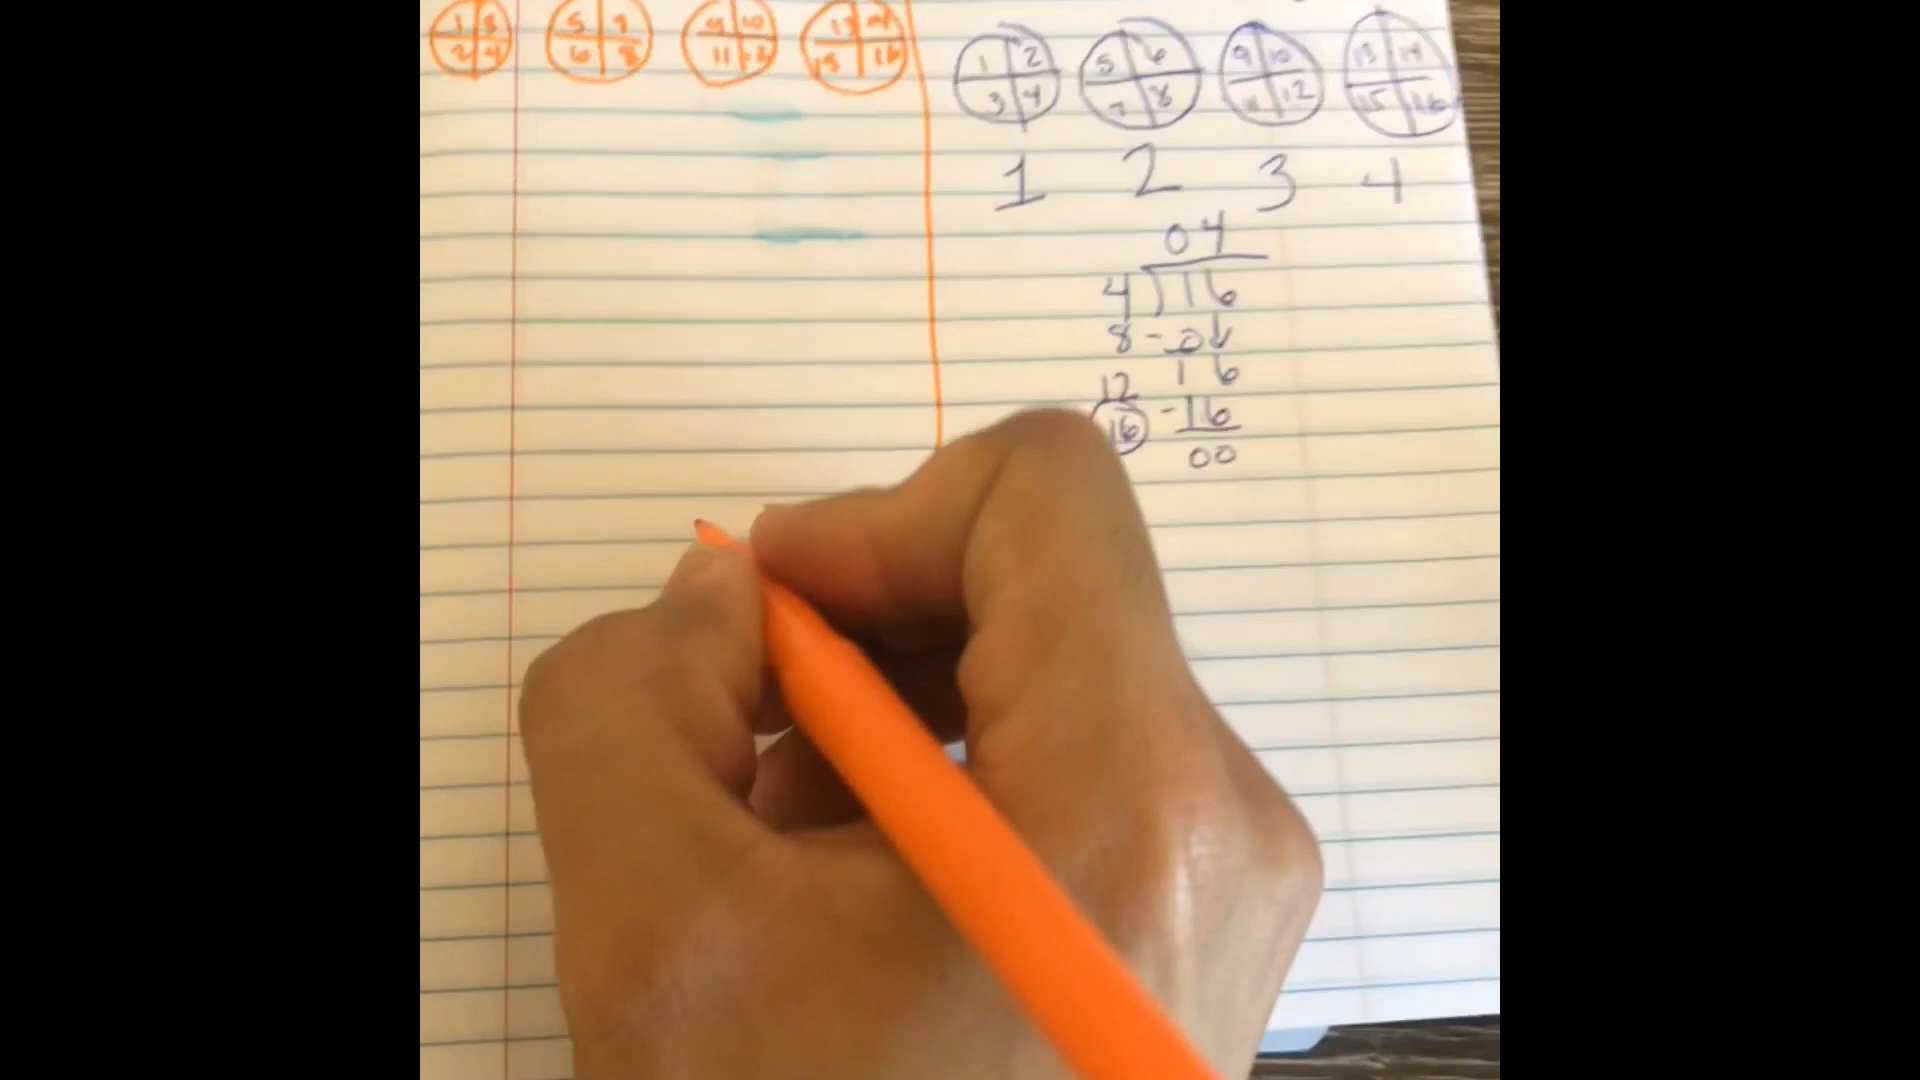 1 3 5 7 9 10 13 14
2 4 6 8 11 12 15 16
1 2 5 6 9 10 13 14
3 4 7 8 11 12 15 16
1 2 3 4
04
4)16
8 -0↓
12 16
16 -16
00